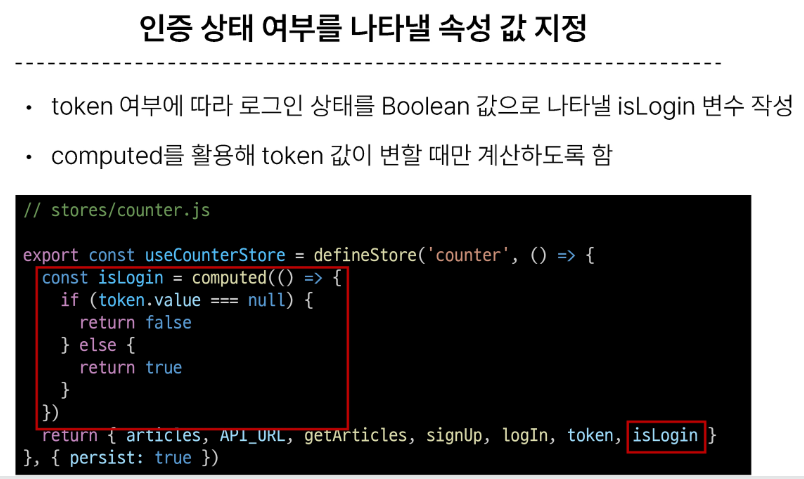 인증 상태 여부를 나타낼 속성 값 지정
• token 여부에 따라 로그인 상태를 Boolean 값으로 나타낼 isLogin 변수 작성
• computed를 활용해 token 값이 변할 때만 계산하도록 함
// stores/counter.js
export const useCounterStore = defineStore('counter', () => {
const isLogin = computed(() => {
if (token.value === null) {
return false
} else {
return true
}
})
return { articles, API_URL, getArticles, signUp, logIn, token, isLogin }
}, { persist: true })